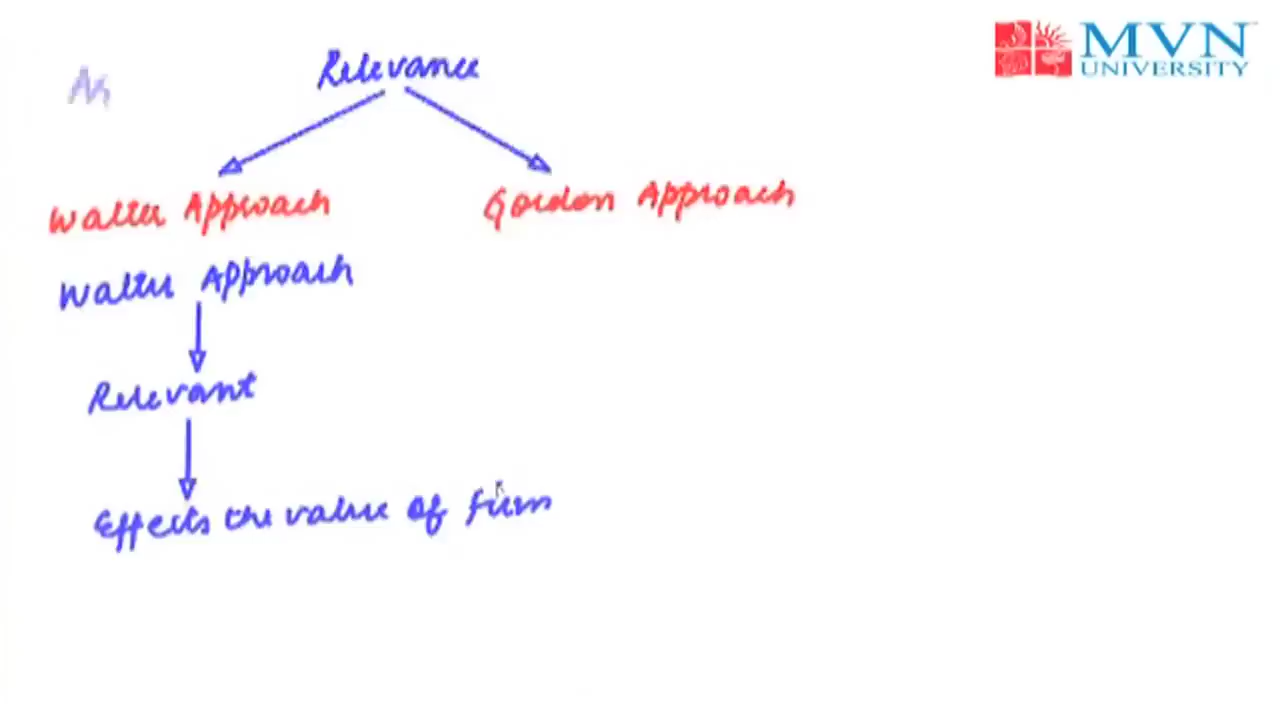 MVN
UNIVERSITY
Relevance
Walter Approach
Gordon Approach
Walter Approach
Relevant
Effects the value of firm